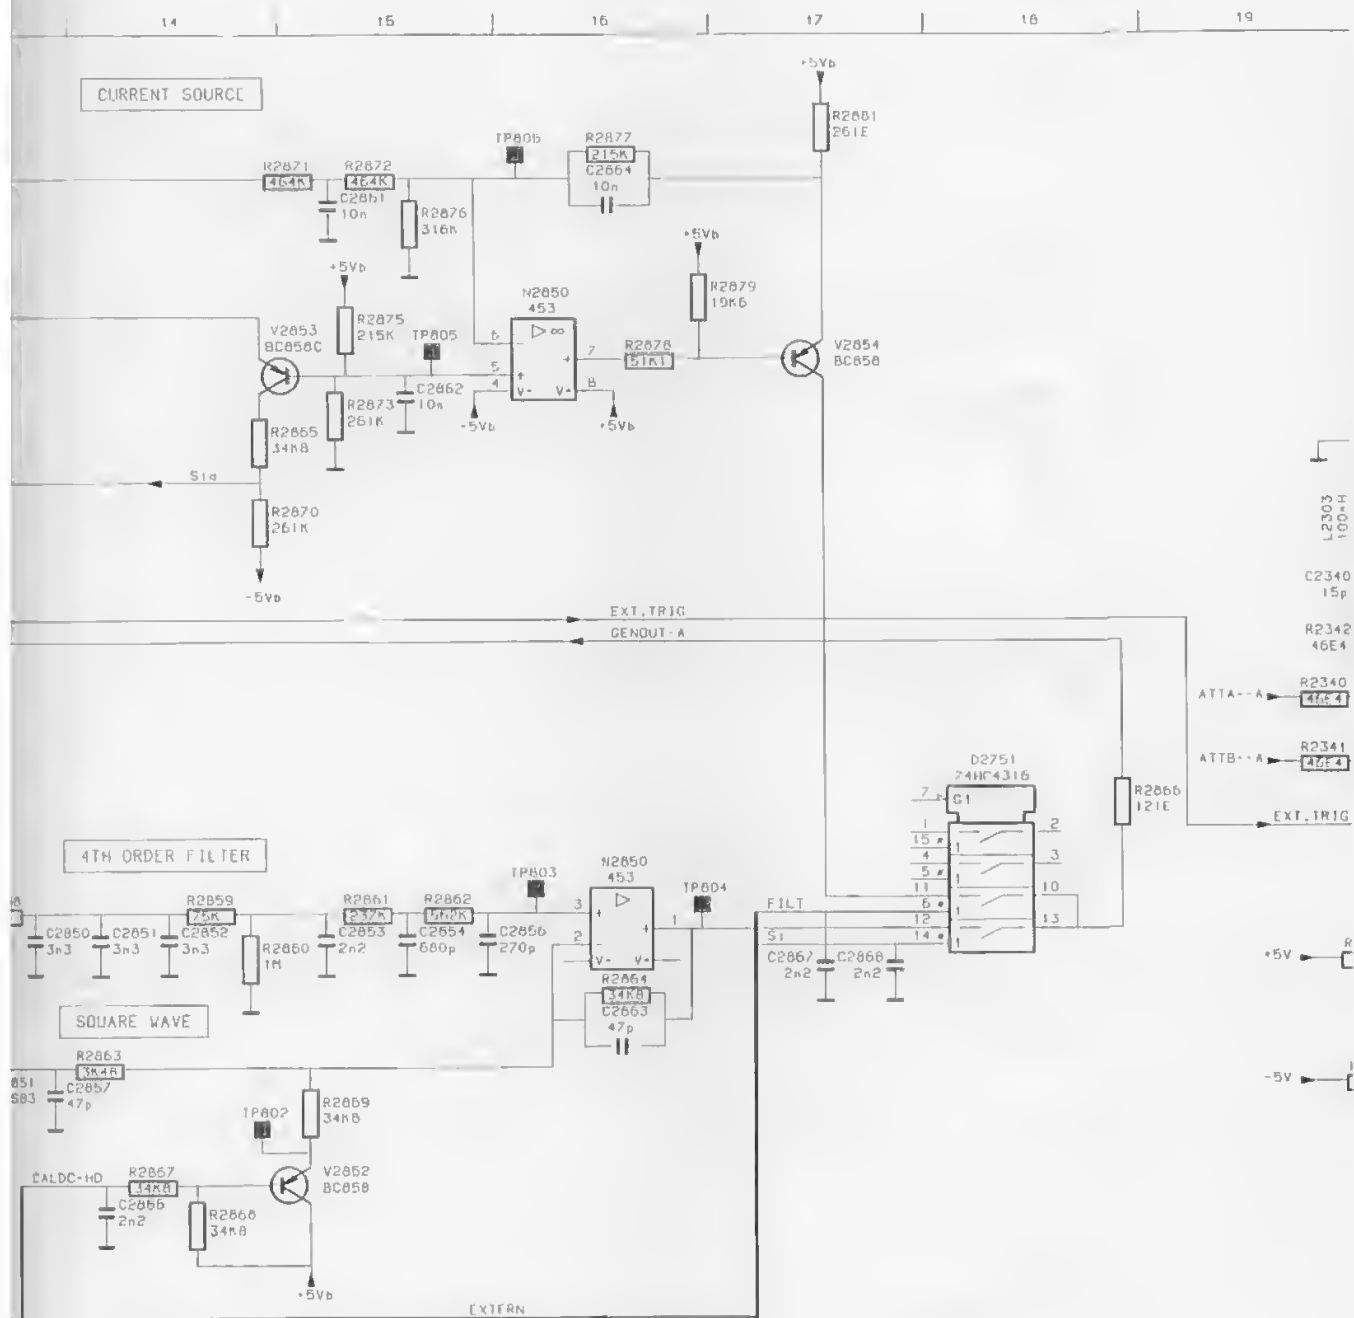 14 15 16 17 18 19
CURRENT SOURCE
+5Vb
R2881
261E
TP806
R2877
215K
C2864
10n
R2871
464K
R2872
464K
C2861
10n
R2876
316K
+5Vb
R2879
19K6
+5Vb
R2875
215K
V2853
BC858C
TP805
N2850
453
▷∞
6
-
5
+
4
V-
7
+
8
V-
R2878
51K1
V2854
BC858
R2873
261K
C2862
10n
-5Vb
+5Vb
R2865
34K8
R2870
261K
-5Vb
EXT.TRIG
GENOUT-A
L2303
C2340
15p
R2342
46E4
ATTA--A
R2340
46E4
ATTB--A
R2341
46E4
EXT.TRIG
D2751
74HC4316
7
G1
1
2
15
1
4
3
5
1
11
10
6
1
12
13
14
1
R2866
121E
4TH ORDER FILTER
R2859
75K
R2861
237K
R2862
562K
TP803
N2850
453
▷
3
+
2
-
V-
V-
1
TP804
C2850
3n3
C2851
3n3
C2852
3n3
R2860
1M
C2853
2n2
C2854
680p
C2856
270p
FILT
C2867
2n2
C2868
2n2
R2864
34K8
C2863
47p
+5V
-5V
SQUARE WAVE
R2863
3K48
C2857
47p
TP802
R2869
34K8
CALDC-HD
R2867
34K8
C2866
2n2
R2868
34K8
V2852
BC858
+5Vb
EXTERN